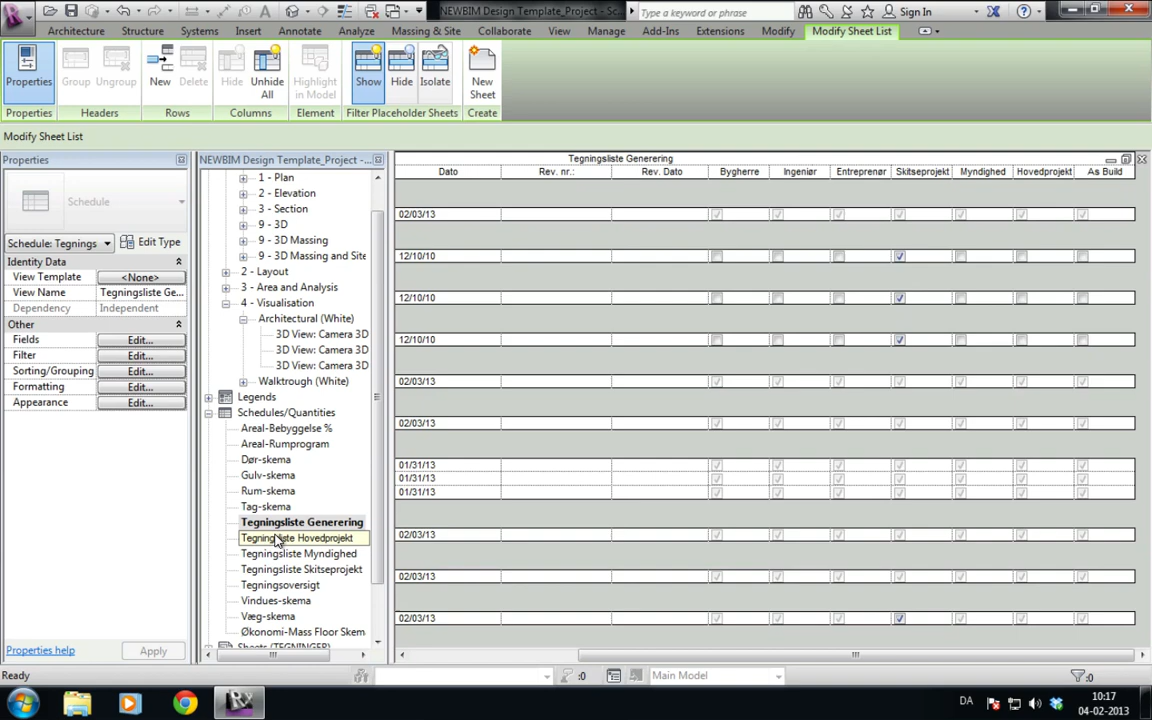 NEWBIM Design Template_Project - Sc...
Type a keyword or phrase
Sign In
Architecture Structure Systems Insert Annotate Analyze Massing & Site Collaborate View Manage Add-Ins Extensions Modify Modify Sheet List
Properties Group Ungroup New Delete Hide Unhide All Highlight in Model Show Hide Isolate New Sheet
Properties Headers Rows Columns Element Filter Placeholder Sheets Create
Modify Sheet List
Properties
Schedule
Schedule: Tegnings
Edit Type
Identity Data
View Template <None>
View Name Tegningsliste Ge...
Dependency Independent
Other
Fields Edit...
Filter Edit...
Sorting/Grouping Edit...
Formatting Edit...
Appearance Edit...
Properties help
Apply
NEWBIM Design Template_Project -...
1 - Plan
2 - Elevation
3 - Section
9 - 3D
9 - 3D Massing
9 - 3D Massing and Site
2 - Layout
3 - Area and Analysis
4 - Visualisation
Architectural (White)
3D View: Camera 3D
3D View: Camera 3D
3D View: Camera 3D
Walktrough (White)
Legends
Schedules/Quantities
Areal-Bebyggelse %
Areal-Rumprogram
Dør-skema
Gulv-skema
Rum-skema
Tag-skema
Tegningsliste Generering
Tegningsliste Hovedprojekt
Tegningsliste Myndighed
Tegningsliste Skitseprojekt
Tegningsoversigt
Vindues-skema
Væg-skema
Økonomi-Mass Floor Skem
Sheets (TEGNINGER)
Tegningsliste Generering
Dato Rev. nr.: Rev. Dato Bygherre Ingeniør Entreprenør Skitseprojekt Myndighed Hovedprojekt As Build
02/03/13
12/10/10
12/10/10
12/10/10
02/03/13
02/03/13
01/31/13
01/31/13
01/31/13
02/03/13
02/03/13
02/03/13
Ready
:0
Main Model
:0
DA
10:17
04-02-2013